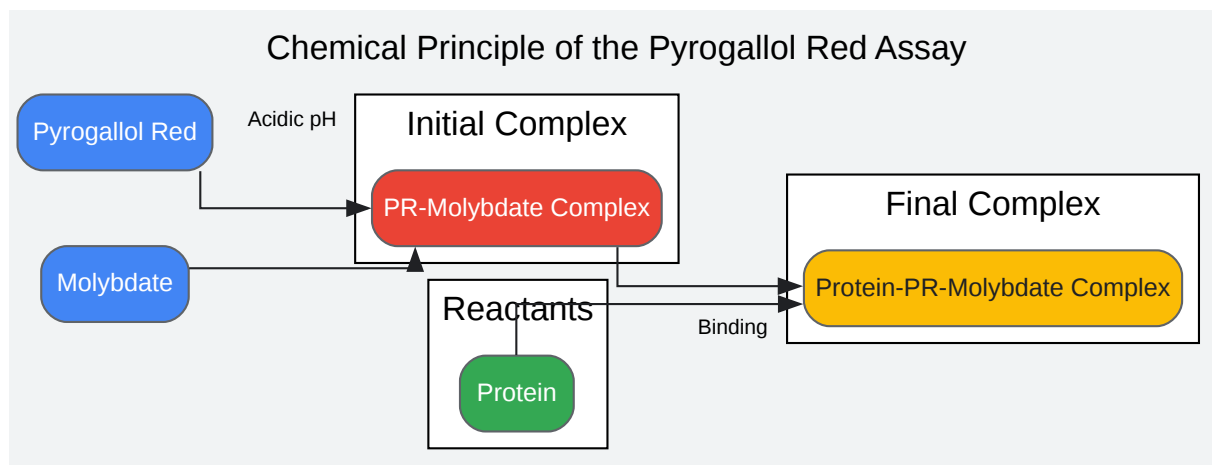 Chemical Principle of the Pyrogallol Red Assay
Pyrogallol Red
Acidic pH
Initial Complex
PR-Molybdate Complex
Molybdate
Reactants
Protein
Binding
Final Complex
Protein-PR-Molybdate Complex